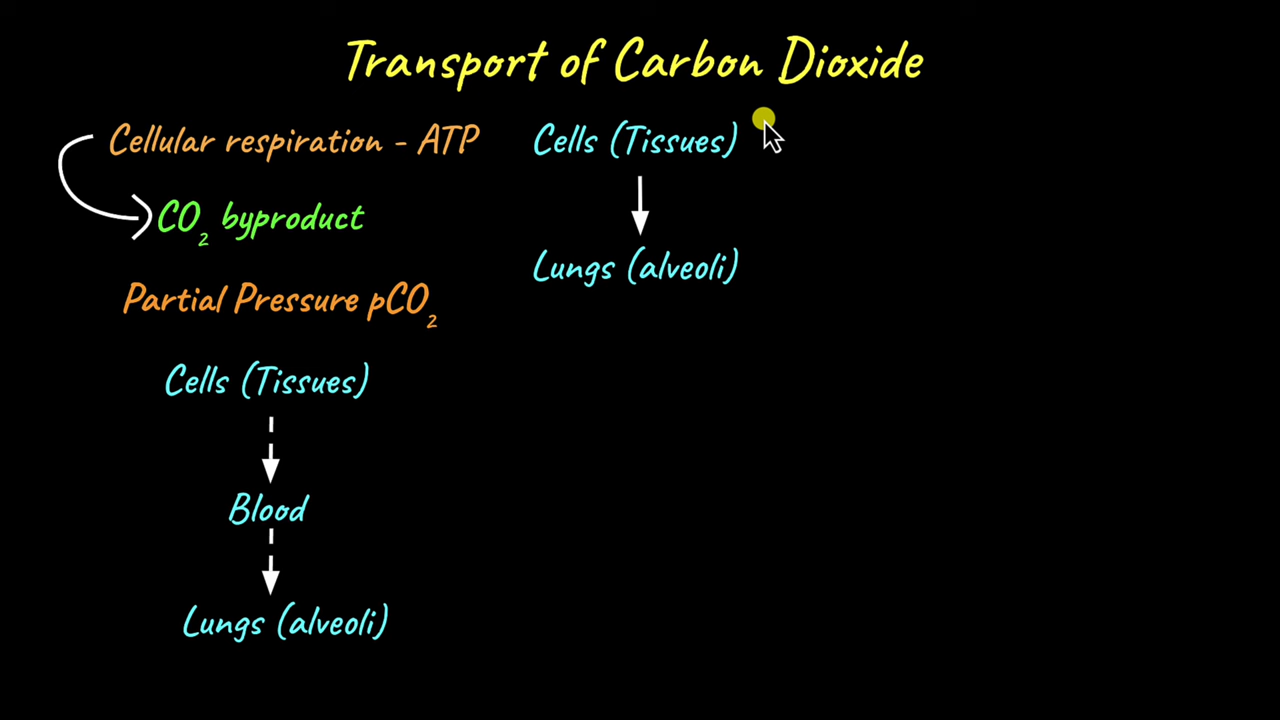 Transport of Carbon Dioxide
Cellular respiration - ATP
CO₂ byproduct
Partial Pressure pCO₂
Cells (Tissues)
Blood
Lungs (alveoli)
Cells (Tissues)
Lungs (alveoli)